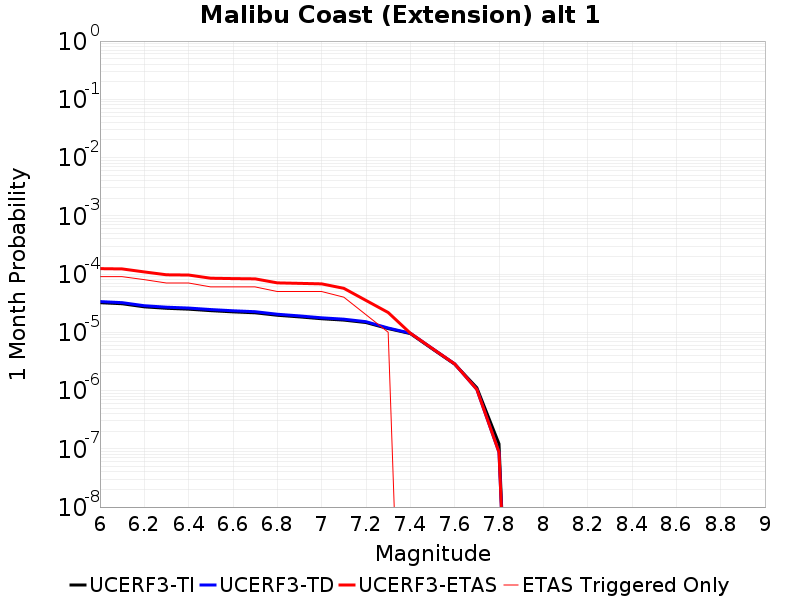 Malibu Coast (Extension) alt 1
1 Month Probability
10^0
10^-1
10^-2
10^-3
10^-4
10^-5
10^-6
10^-7
10^-8
6 6.2 6.4 6.6 6.8 7 7.2 7.4 7.6 7.8 8 8.2 8.4 8.6 8.8 9
Magnitude
UCERF3-TI UCERF3-TD UCERF3-ETAS ETAS Triggered Only